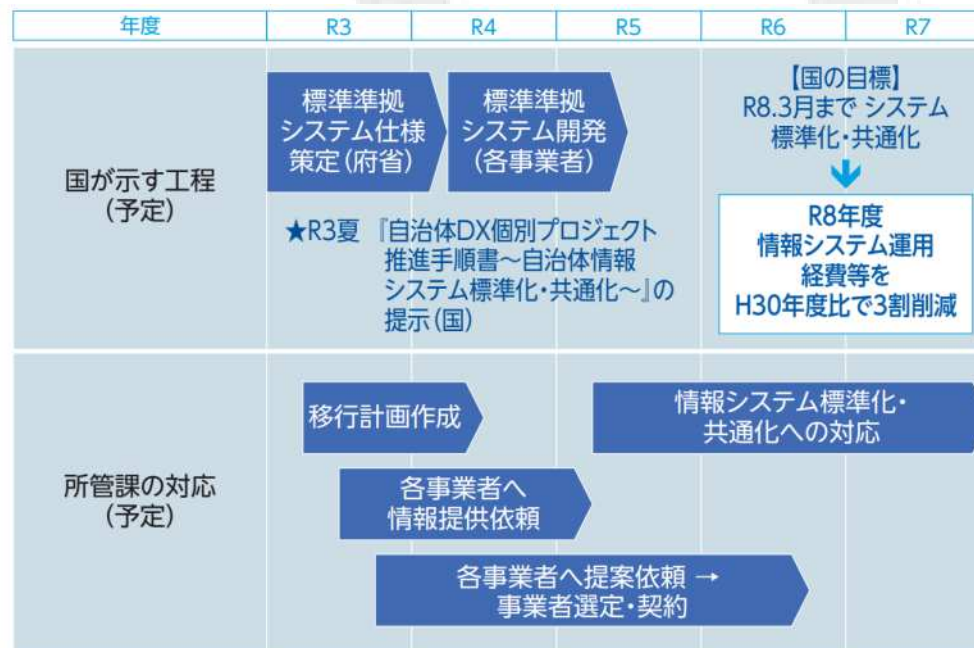 年度 R3 R4 R5 R6 R7
国が示す工程
(予定)
標準準拠
システム仕様
策定(府省)
標準準拠
システム開発
(各事業者)
★R3夏 『自治体DX個別プロジェクト
推進手順書～自治体情報
システム標準化・共通化～』の
提示(国)
【国の目標】
R8.3月まで システム
標準化・共通化
R8年度
情報システム運用
経費等を
H30年度比で3割削減
所管課の対応
(予定)
移行計画作成
各事業者へ
情報提供依頼
各事業者へ提案依頼 →
事業者選定・契約
情報システム標準化・
共通化への対応